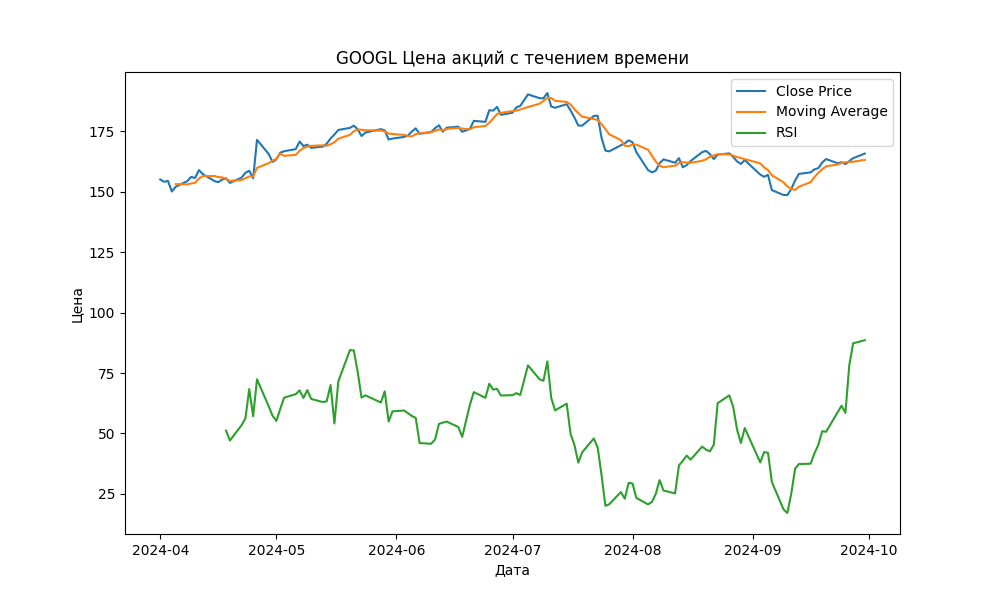 GOOGL Цена акций с течением времени
Close Price
Moving Average
RSI
Цена
175
150
125
100
75
50
25
2024-04
2024-05
2024-06
2024-07
2024-08
2024-09
2024-10
Дата